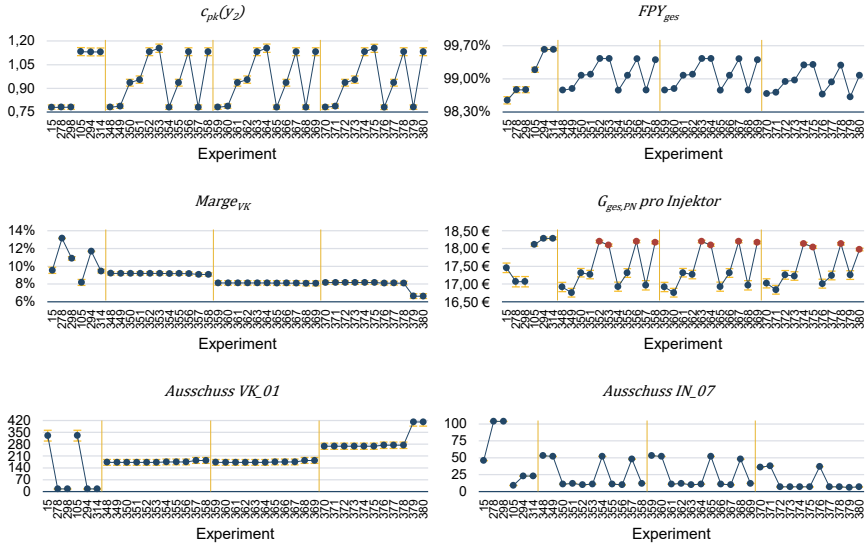 c_pk(y_2)
1,20
1,05
0,90
0,75
15 278 298 105 294 314 348 349 350 351 352 353 354 355 356 357 358 359 360 361 362 363 364 365 366 367 368 369 370 371 372 373 374 375 376 377 378 379 380
Experiment
FPY_ges
99,70%
99,00%
98,30%
15 278 298 105 294 314 348 349 350 351 352 353 354 355 356 357 358 359 360 361 362 363 364 365 366 367 368 369 370 371 372 373 374 375 376 377 378 379 380
Experiment
Marge_VK
14%
12%
10%
8%
6%
15 278 298 105 294 314 348 349 350 351 352 353 354 355 356 357 358 359 360 361 362 363 364 365 366 367 368 369 370 371 372 373 374 375 376 377 378 379 380
Experiment
G_ges,PN pro Injektor
18,50 €
18,00 €
17,50 €
17,00 €
16,50 €
15 278 298 105 294 314 348 349 350 351 352 353 354 355 356 357 358 359 360 361 362 363 364 365 366 367 368 369 370 371 372 373 374 375 376 377 378 379 380
Experiment
Ausschuss VK_01
420
350
280
210
140
70
0
15 278 298 105 294 314 348 349 350 351 352 353 354 355 356 357 358 359 360 361 362 363 364 365 366 367 368 369 370 371 372 373 374 375 376 377 378 379 380
Experiment
Ausschuss IN_07
100
75
50
25
0
15 278 298 105 294 314 348 349 350 351 352 353 354 355 356 357 358 359 360 361 362 363 364 365 366 367 368 369 370 371 372 373 374 375 376 377 378 379 380
Experiment